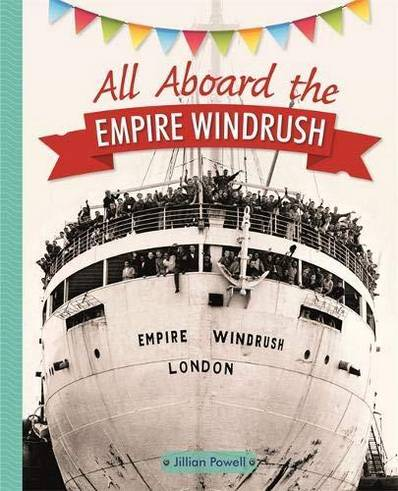 All Aboard the
EMPIRE WINDRUSH
EMPIRE WINDRUSH
LONDON
Jillian Powell